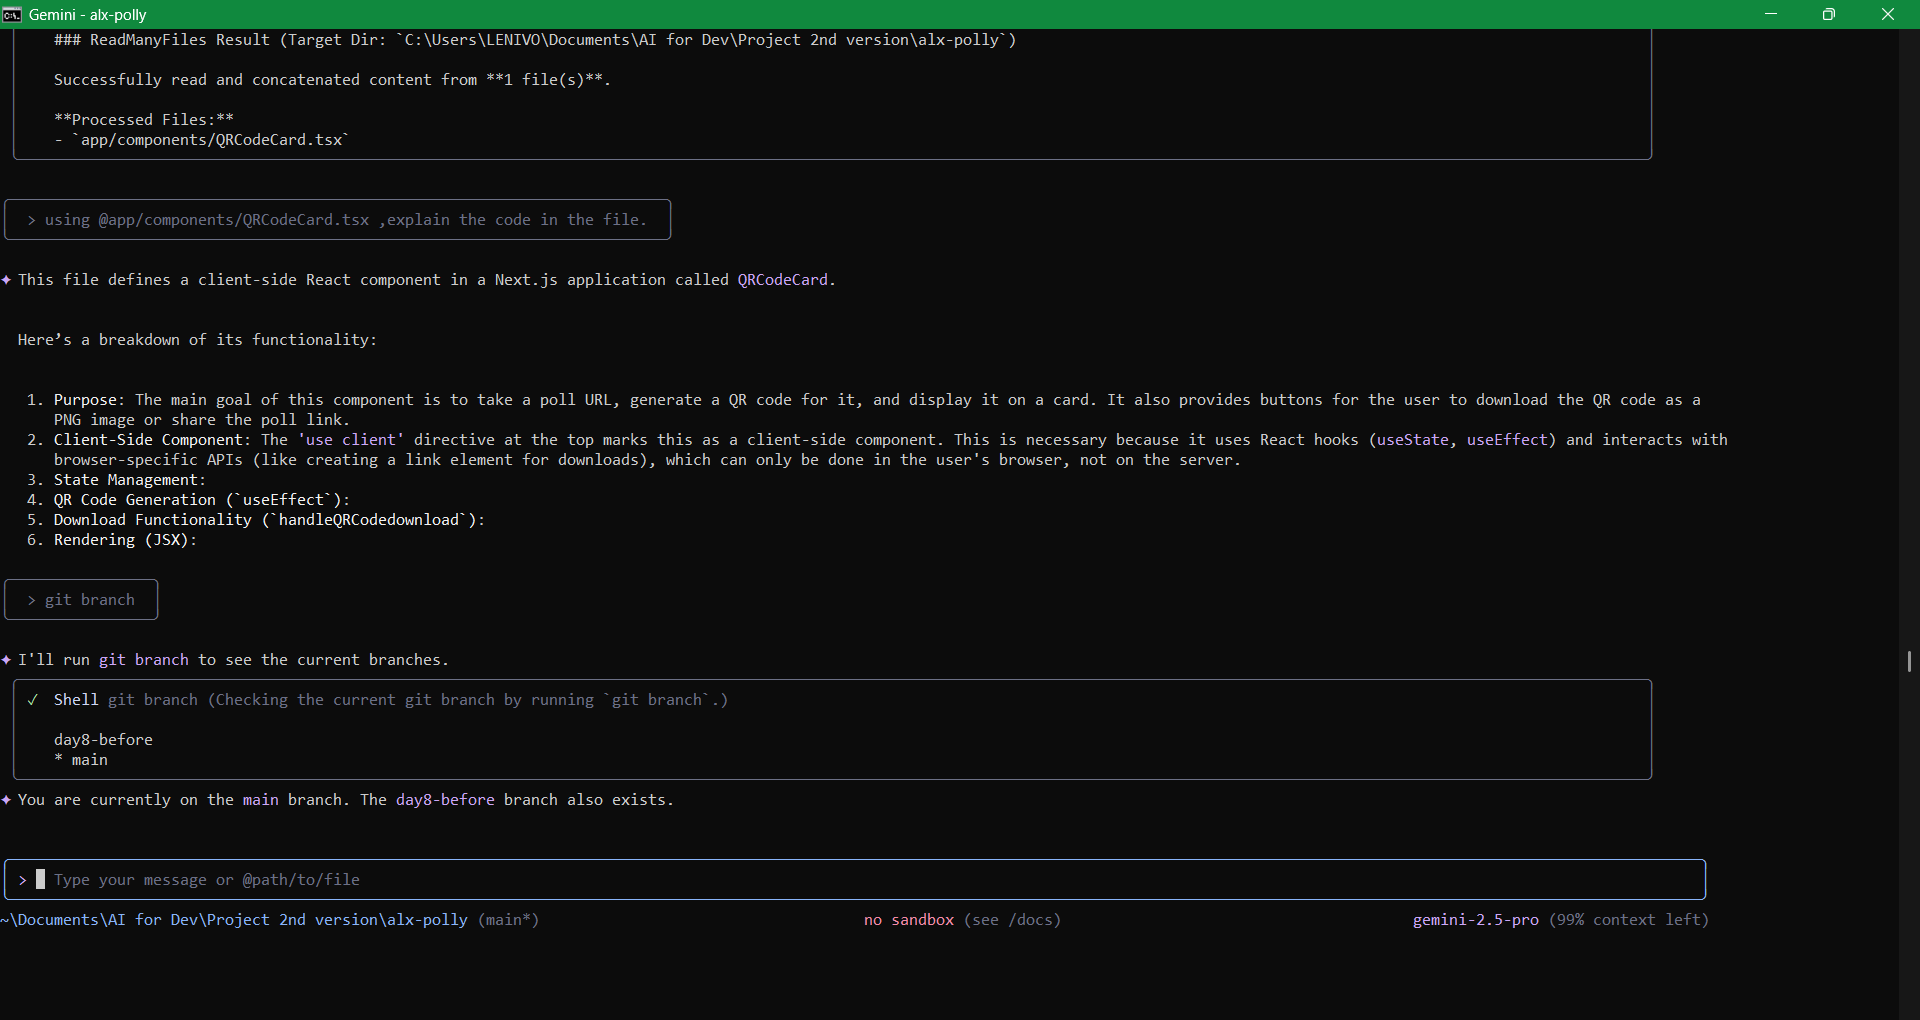 Gemini - alx-polly
### ReadManyFiles Result (Target Dir: `C:\Users\LENIVO\Documents\AI for Dev\Project 2nd version\alx-polly`)
Successfully read and concatenated content from **1 file(s)**.
**Processed Files:**
- `app/components/QRCodeCard.tsx`
> using @app/components/QRCodeCard.tsx ,explain the code in the file.
✦ This file defines a client-side React component in a Next.js application called QRCodeCard.
Here’s a breakdown of its functionality:
1. Purpose: The main goal of this component is to take a poll URL, generate a QR code for it, and display it on a card. It also provides buttons for the user to download the QR code as a
PNG image or share the poll link.
2. Client-Side Component: The 'use client' directive at the top marks this as a client-side component. This is necessary because it uses React hooks (useState, useEffect) and interacts with
browser-specific APIs (like creating a link element for downloads), which can only be done in the user's browser, not on the server.
3. State Management:
4. QR Code Generation (`useEffect`):
5. Download Functionality (`handleQRCodedownload`):
6. Rendering (JSX):
> git branch
✦ I'll run git branch to see the current branches.
✓ Shell git branch (Checking the current git branch by running `git branch`.)
day8-before
* main
✦ You are currently on the main branch. The day8-before branch also exists.
> Type your message or @path/to/file
~\Documents\AI for Dev\Project 2nd version\alx-polly (main*) no sandbox (see /docs) gemini-2.5-pro (99% context left)